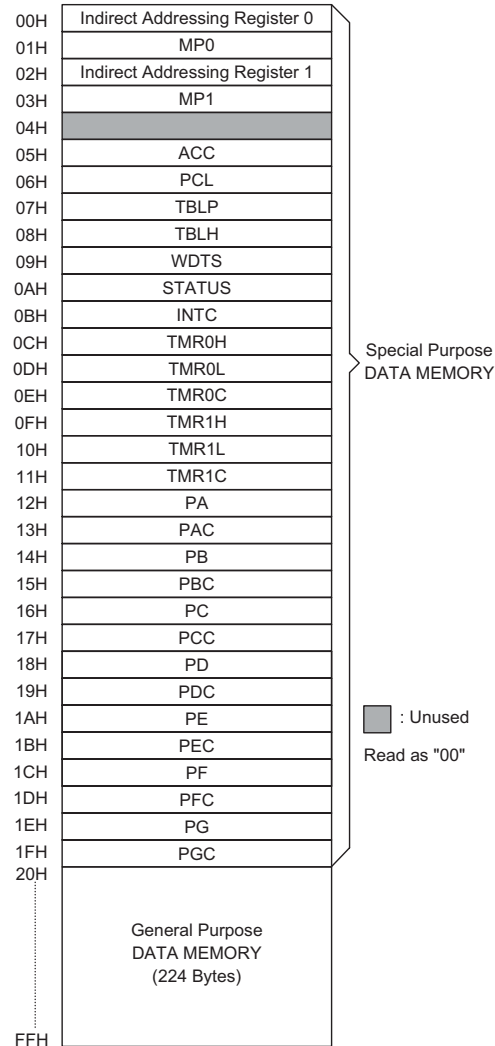 00H Indirect Addressing Register 0
01H MP0
02H Indirect Addressing Register 1
03H MP1
04H
05H ACC
06H PCL
07H TBLP
08H TBLH
09H WDTS
0AH STATUS
0BH INTC
0CH TMR0H
0DH TMR0L
0EH TMR0C
0FH TMR1H
10H TMR1L
11H TMR1C
12H PA
13H PAC
14H PB
15H PBC
16H PC
17H PCC
18H PD
19H PDC
1AH PE
1BH PEC
1CH PF
1DH PFC
1EH PG
1FH PGC
20H
General Purpose
DATA MEMORY
(224 Bytes)
FFH
Special Purpose
DATA MEMORY
: Unused
Read as "00"